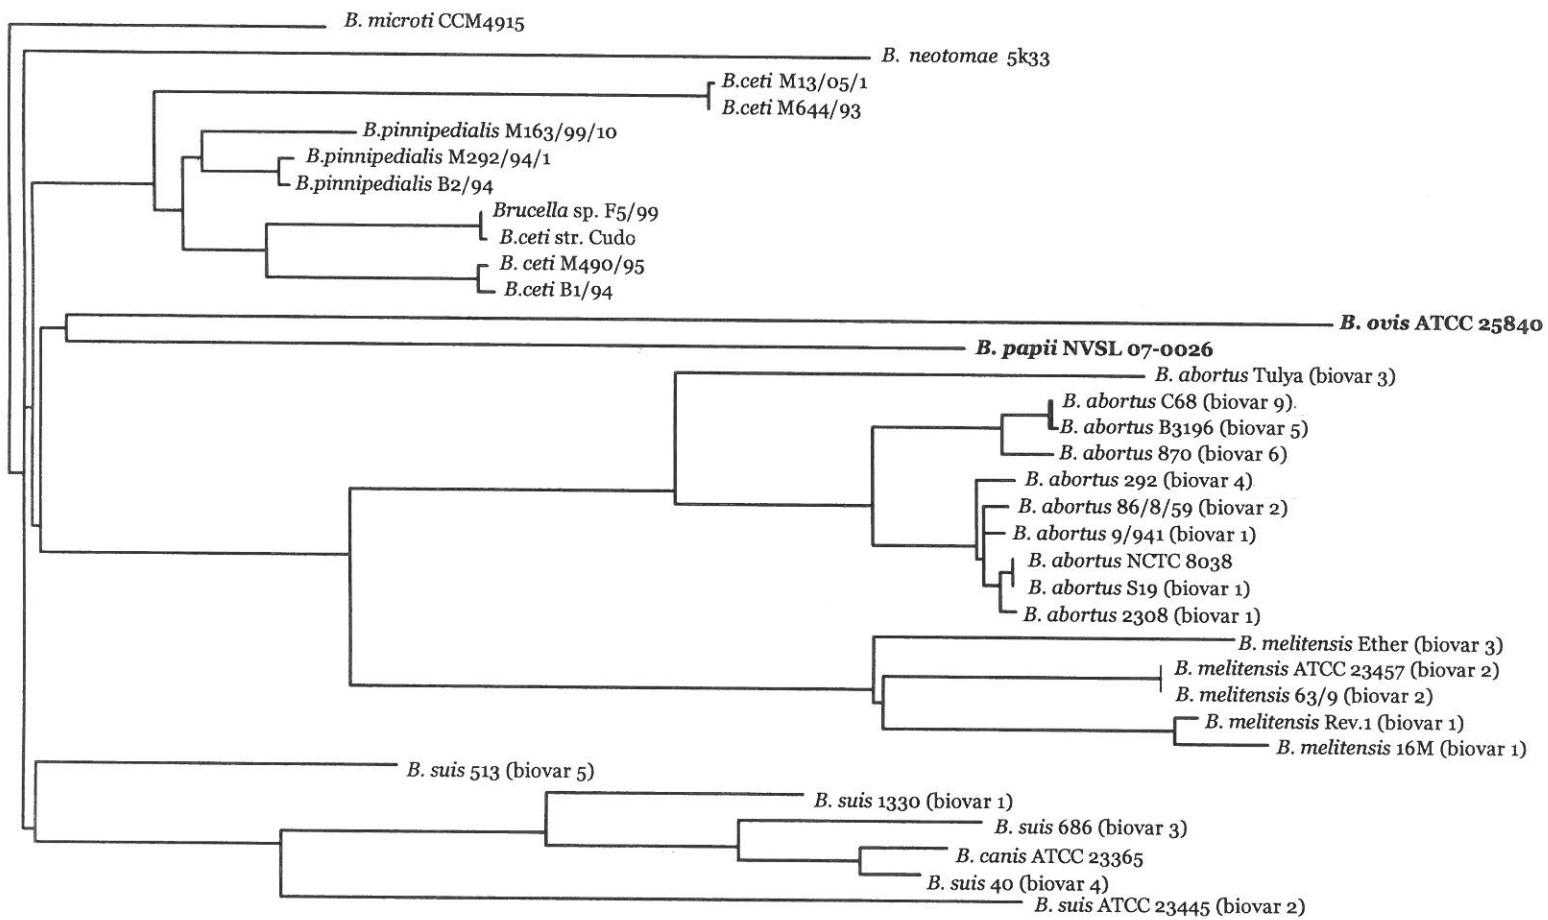 B. microti CCM4915
B. neotomae 5k33
B.ceti M13/05/1
B.ceti M644/93
B.pinnipedialis M163/99/10
B.pinnipedialis M292/94/1
B.pinnipedialis B2/94
Brucella sp. F5/99
B.ceti str. Cudo
B. ceti M490/95
B.ceti B1/94
B. ovis ATCC 25840
B. papii NVSL 07-0026
B. abortus Tulya (biovar 3)
B. abortus C68 (biovar 9)
B. abortus B3196 (biovar 5)
B. abortus 870 (biovar 6)
B. abortus 292 (biovar 4)
B. abortus 86/8/59 (biovar 2)
B. abortus 9/941 (biovar 1)
B. abortus NCTC 8038
B. abortus S19 (biovar 1)
B. abortus 2308 (biovar 1)
B. melitensis Ether (biovar 3)
B. melitensis ATCC 23457 (biovar 2)
B. melitensis 63/9 (biovar 2)
B. melitensis Rev.1 (biovar 1)
B. melitensis 16M (biovar 1)
B. suis 513 (biovar 5)
B. suis 1330 (biovar 1)
B. suis 686 (biovar 3)
B. canis ATCC 23365
B. suis 40 (biovar 4)
B. suis ATCC 23445 (biovar 2)